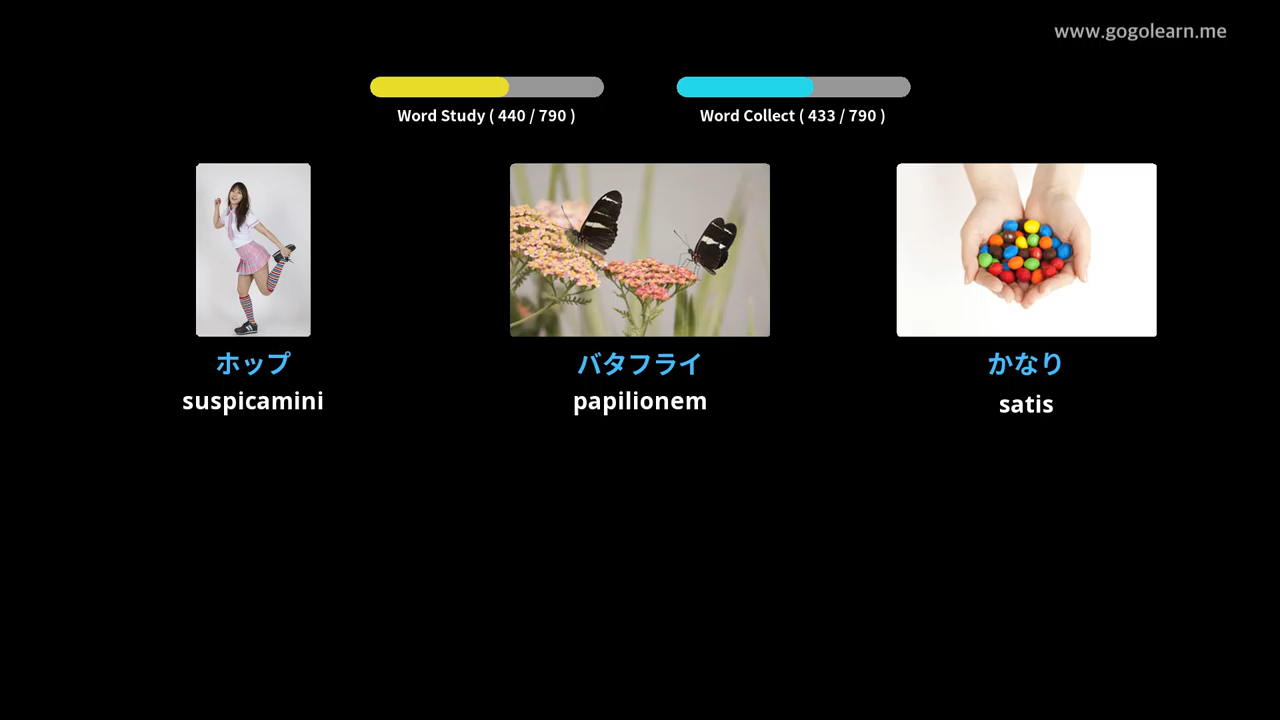 www.gogolearn.me
Word Study ( 440 / 790 )
Word Collect ( 433 / 790 )
ホップ
suspicamini
バタフライ
papilionem
かなり
satis